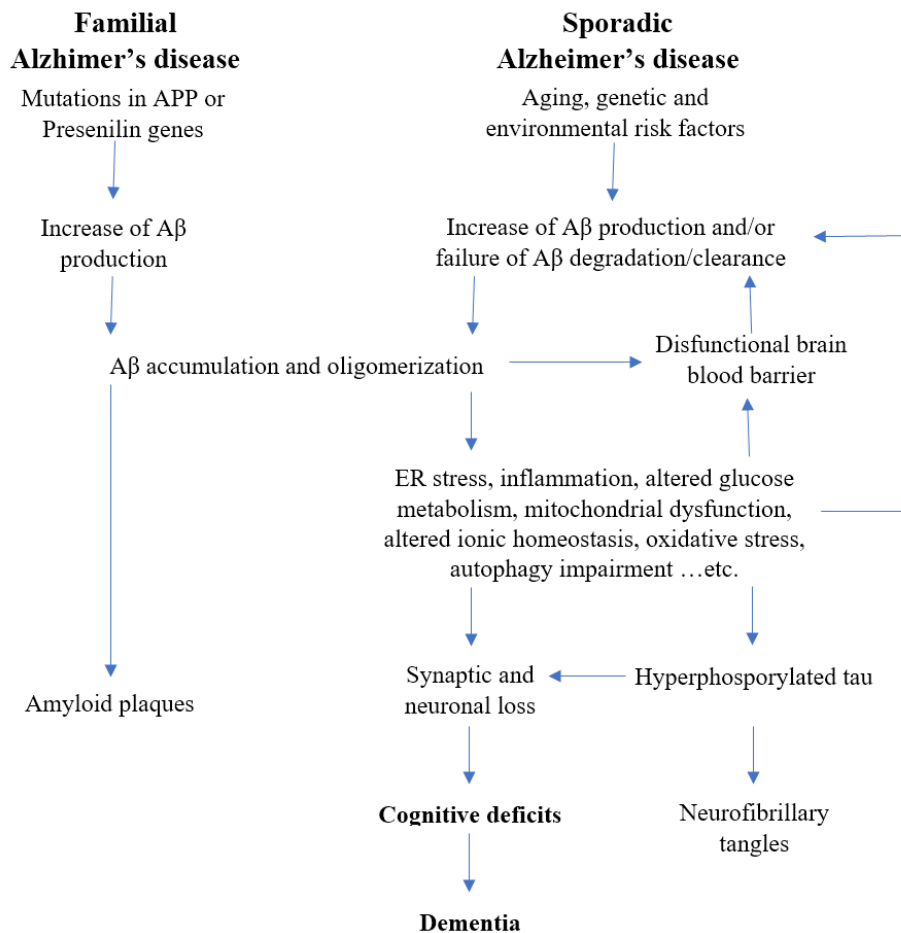 Familial
Alzhimer’s disease
Mutations in APP or
Presenilin genes
Increase of Aβ
production
Sporadic
Alzheimer’s disease
Aging, genetic and
environmental risk factors
Increase of Aβ production and/or
failure of Aβ degradation/clearance
Aβ accumulation and oligomerization
Disfunctional brain
blood barrier
ER stress, inflammation, altered glucose
metabolism, mitochondrial dysfunction,
altered ionic homeostasis, oxidative stress,
autophagy impairment …etc.
Amyloid plaques
Synaptic and
neuronal loss
Hyperphosporylated tau
Cognitive deficits
Neurofibrillary
tangles
Dementia